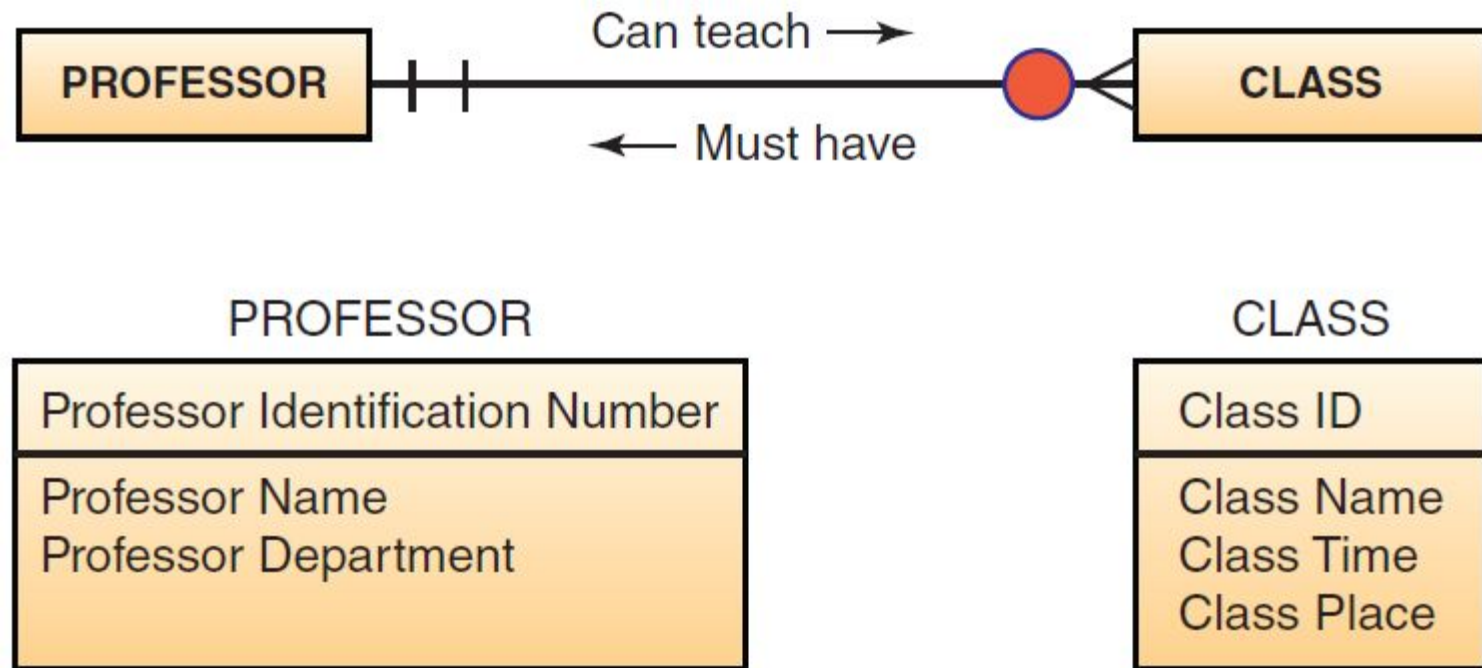 Can teach
PROFESSOR
CLASS
Must have
PROFESSOR
Professor Identification Number
Professor Name
Professor Department
CLASS
Class ID
Class Name
Class Time
Class Place